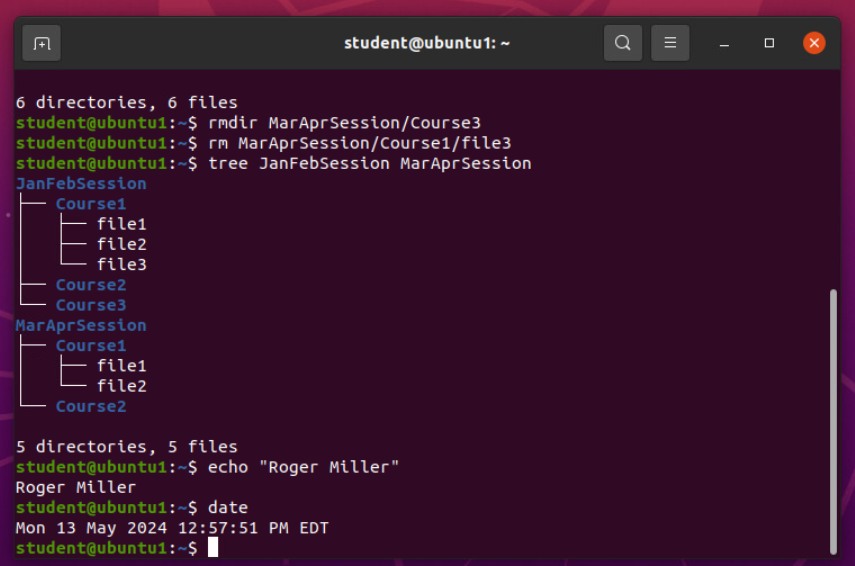 student@ubuntu1: ~
6 directories, 6 files
student@ubuntu1:~$ rmdir MarAprSession/Course3
student@ubuntu1:~$ rm MarAprSession/Course1/file3
student@ubuntu1:~$ tree JanFebSession MarAprSession
JanFebSession
├── Course1
│   ├── file1
│   ├── file2
│   └── file3
├── Course2
└── Course3
MarAprSession
├── Course1
│   ├── file1
│   └── file2
└── Course2
5 directories, 5 files
student@ubuntu1:~$ echo "Roger Miller"
Roger Miller
student@ubuntu1:~$ date
Mon 13 May 2024 12:57:51 PM EDT
student@ubuntu1:~$